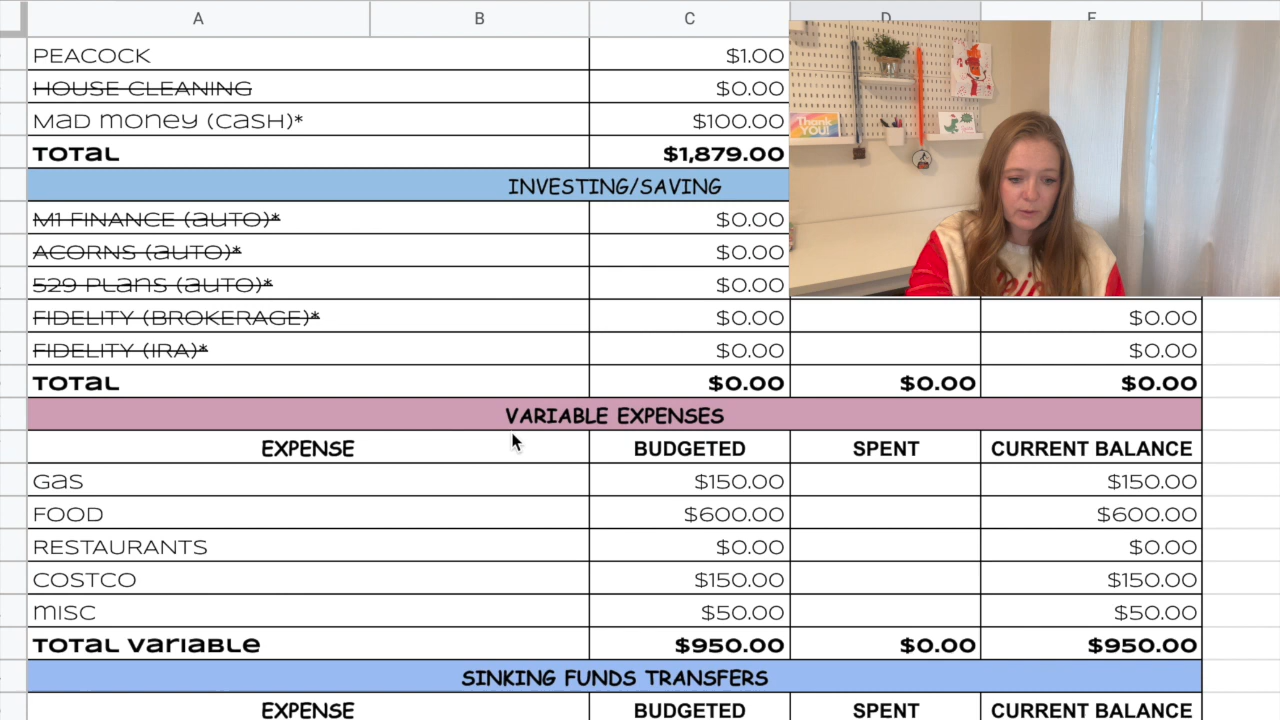 A B C D E
PEACOCK $1.00
HOUSE CLEANING $0.00
MAD MONEY (CASH)* $100.00
TOTAL $1,879.00
INVESTING/SAVING
M1 FINANCE (AUTO)* $0.00
ACORNS (AUTO)* $0.00
529 PLANS (AUTO)* $0.00
FIDELITY (BROKERAGE)* $0.00 $0.00
FIDELITY (IRA)* $0.00 $0.00
TOTAL $0.00 $0.00 $0.00
VARIABLE EXPENSES
EXPENSE BUDGETED SPENT CURRENT BALANCE
GAS $150.00 $150.00
FOOD $600.00 $600.00
RESTAURANTS $0.00 $0.00
COSTCO $150.00 $150.00
MISC $50.00 $50.00
TOTAL VARIABLE $950.00 $0.00 $950.00
SINKING FUNDS TRANSFERS
EXPENSE BUDGETED SPENT CURRENT BALANCE
Thank
YOU!